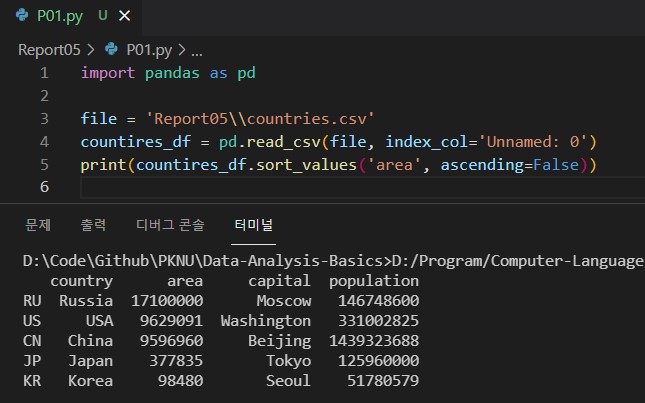 P01.py U ×
Report05 > P01.py > ...
1 import pandas as pd
2
3 file = 'Report05\\countries.csv'
4 countires_df = pd.read_csv(file, index_col='Unnamed: 0')
5 print(countires_df.sort_values('area', ascending=False))
6
문제 출력 디버그 콘솔 터미널
D:\Code\Github\PKNU\Data-Analysis-Basics>D:/Program/Computer-Language
country area capital population
RU Russia 17100000 Moscow 146748600
US USA 9629091 Washington 331002825
CN China 9596960 Beijing 1439323688
JP Japan 377835 Tokyo 125960000
KR Korea 98480 Seoul 51780579